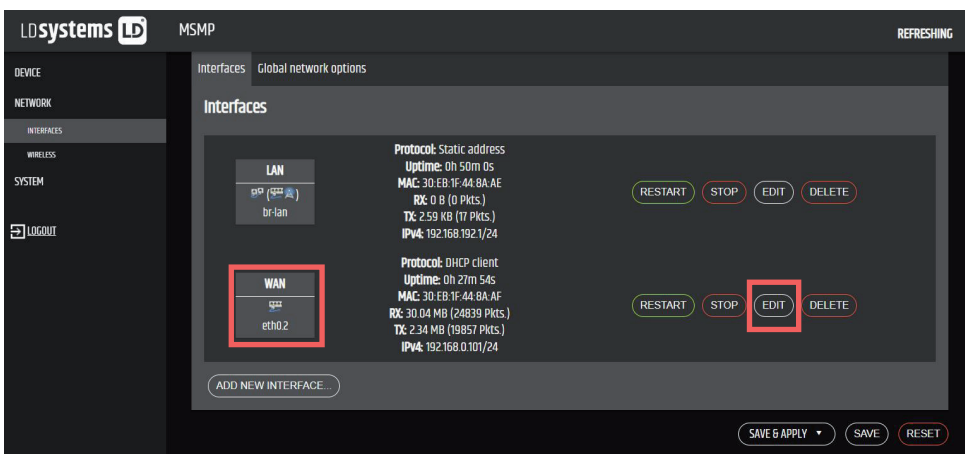 LDsystems LD
MSMP
REFRESHING
DEVICE
NETWORK
INTERFACES
WIRELESS
SYSTEM
LOGOUT
Interfaces Global network options
Interfaces
LAN
br-lan
Protocol: Static address
Uptime: 0h 50m 0s
MAC: 30:EB:1F:44:8A:AE
RX: 0 B (0 Pkts.)
TX: 2.59 KB (17 Pkts.)
IPv4: 192.168.192.1/24
RESTART STOP EDIT DELETE
WAN
eth0.2
Protocol: DHCP client
Uptime: 0h 27m 54s
MAC: 30:EB:1F:44:8A:AF
RX: 30.04 MB (24839 Pkts.)
TX: 2.34 MB (19857 Pkts.)
IPv4: 192.168.0.101/24
RESTART STOP EDIT DELETE
ADD NEW INTERFACE...
SAVE & APPLY SAVE RESET